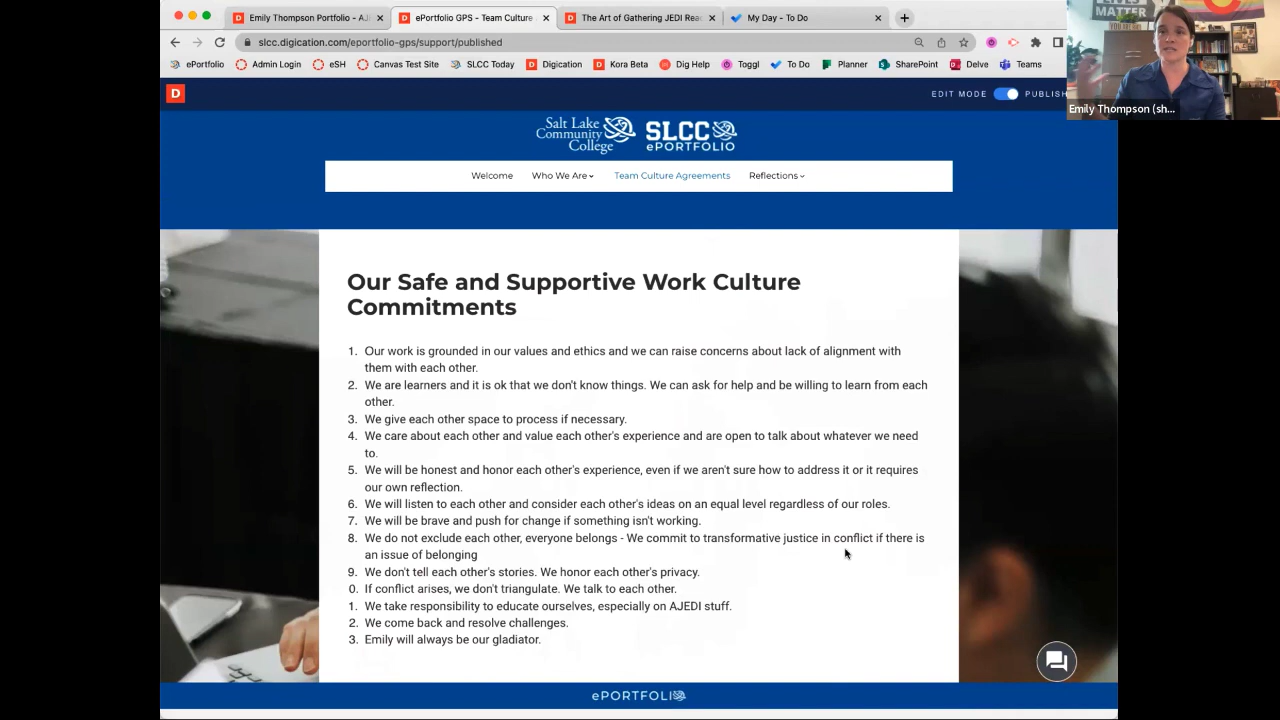 Emily Thompson Portfolio - AJ
ePortfolio GPS - Team Culture
The Art of Gathering JEDI Rea
My Day - To Do
slcc.digication.com/eportfolio-gps/support/published
ePortfolio
Admin Login
eSH
Canvas Test Site
SLCC Today
Digication
Kora Beta
Dig Help
Toggl
To Do
Planner
SharePoint
Delve
Teams
LIVES
MATTER
Emily Thompson (sh...
D
EDIT MODE
PUBLISH
Salt Lake
Community
College
SLCC
ePORTFOLIO
Welcome
Who We Are
Team Culture Agreements
Reflections
Our Safe and Supportive Work Culture
Commitments
1. Our work is grounded in our values and ethics and we can raise concerns about lack of alignment with
them with each other.
2. We are learners and it is ok that we don't know things. We can ask for help and be willing to learn from each
other.
3. We give each other space to process if necessary.
4. We care about each other and value each other's experience and are open to talk about whatever we need
to.
5. We will be honest and honor each other's experience, even if we aren't sure how to address it or it requires
our own reflection.
6. We will listen to each other and consider each other's ideas on an equal level regardless of our roles.
7. We will be brave and push for change if something isn't working.
8. We do not exclude each other, everyone belongs - We commit to transformative justice in conflict if there is
an issue of belonging
9. We don't tell each other's stories. We honor each other's privacy.
0. If conflict arises, we don't triangulate. We talk to each other.
1. We take responsibility to educate ourselves, especially on AJEDI stuff.
2. We come back and resolve challenges.
3. Emily will always be our gladiator.
ePORTFOLIO